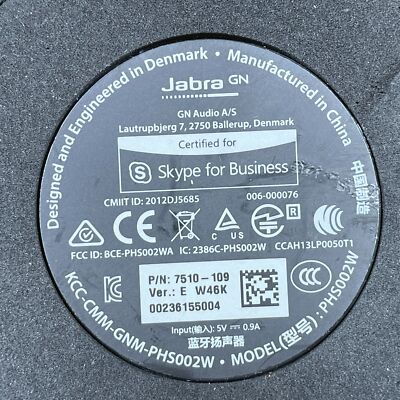 Designed and Engineered in Denmark • Manufactured in China
中国制造
Jabra GN
GN Audio A/S
Lautrupbjerg 7, 2750 Ballerup, Denmark
Certified for
S Skype for Business
CMIIT ID: 2012DJ5685
006-000076
FCC ID: BCE-PHS002WA IC: 2386C-PHS002W CCAH13LP0050T1
P/N: 7510-109
Ver.: E W46K
00236155004
Input(输入): 5V 0.9A
蓝牙扬声器
KCC-CMM-GNM-PHS002W • MODEL(型号): PHS002W